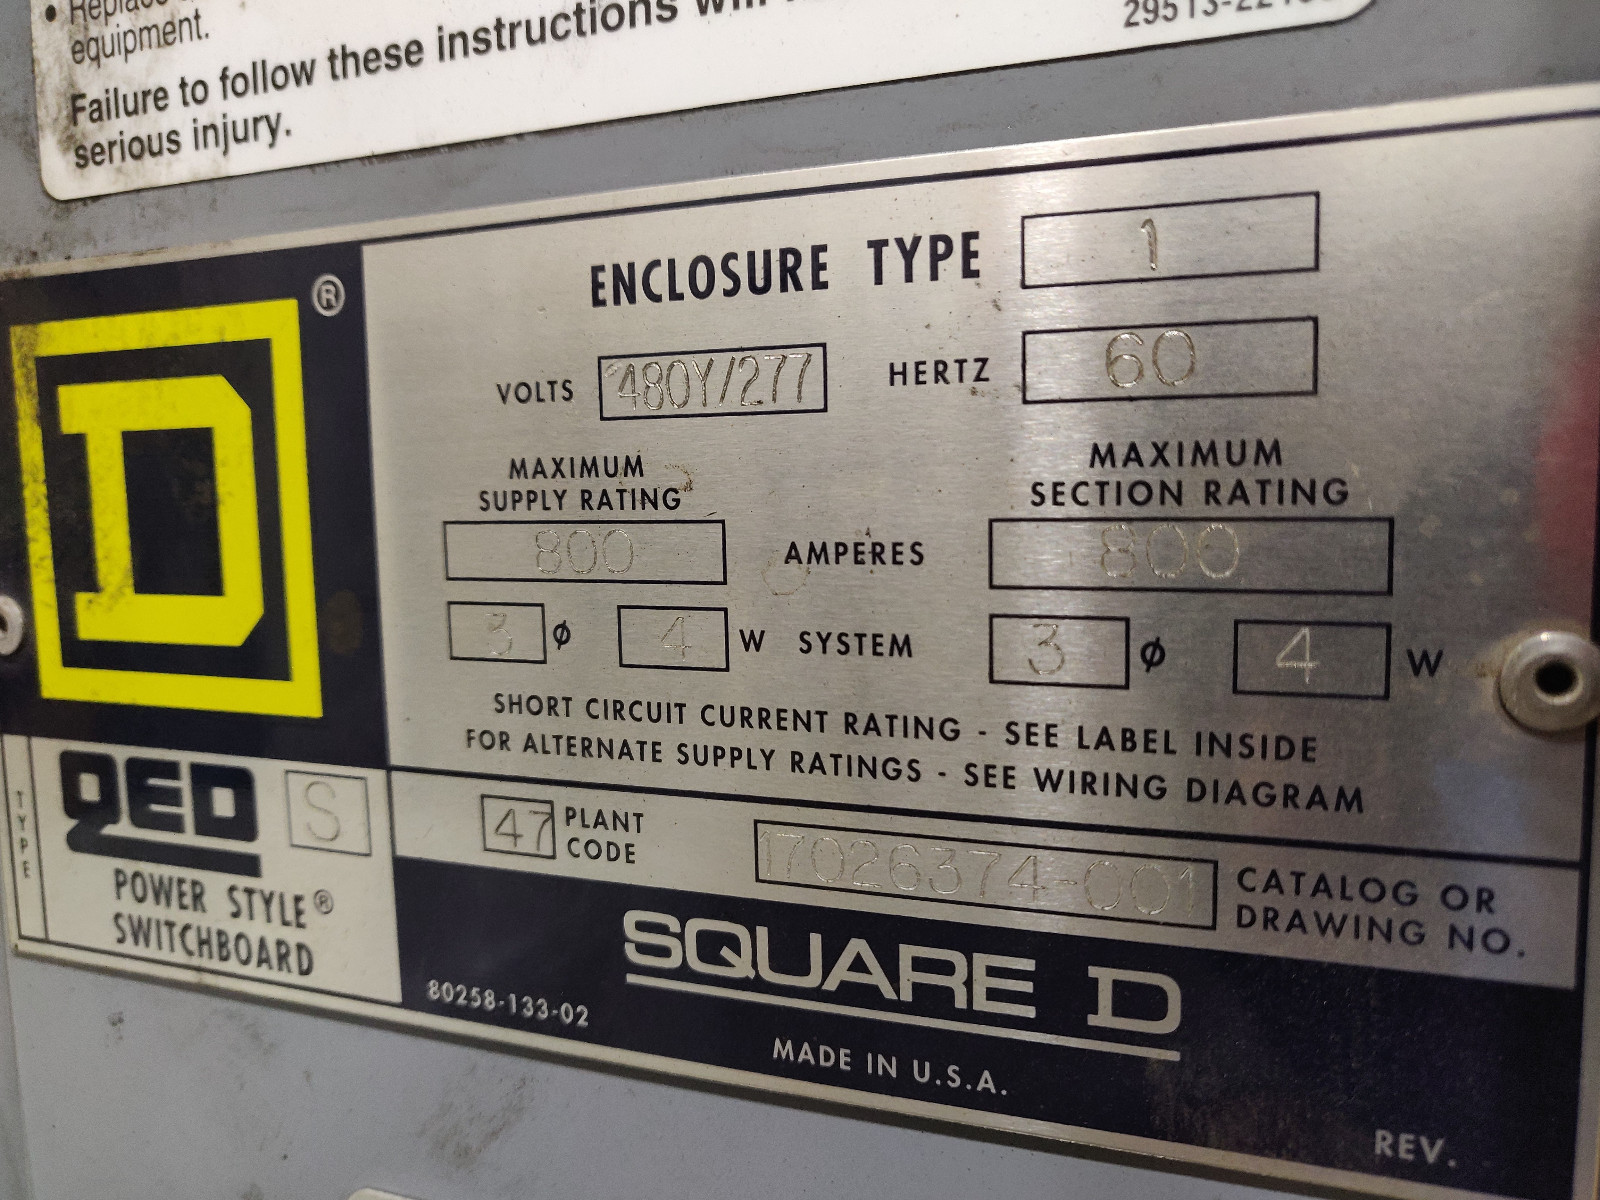 • Replace
equipment.
Failure to follow these instructions
serious injury.
D ®
ENCLOSURE TYPE 1
VOLTS 480Y/277 HERTZ 60
MAXIMUM
SUPPLY RATING
MAXIMUM
SECTION RATING
800 AMPERES 800
3 ø 4 W SYSTEM 3 ø 4 W
SHORT CIRCUIT CURRENT RATING - SEE LABEL INSIDE
FOR ALTERNATE SUPPLY RATINGS - SEE WIRING DIAGRAM
TYPE
QED S
POWER STYLE®
SWITCHBOARD
47 PLANT
CODE
17026374-001 CATALOG OR
DRAWING NO.
80258-133-02
SQUARE D
MADE IN U.S.A.
REV.